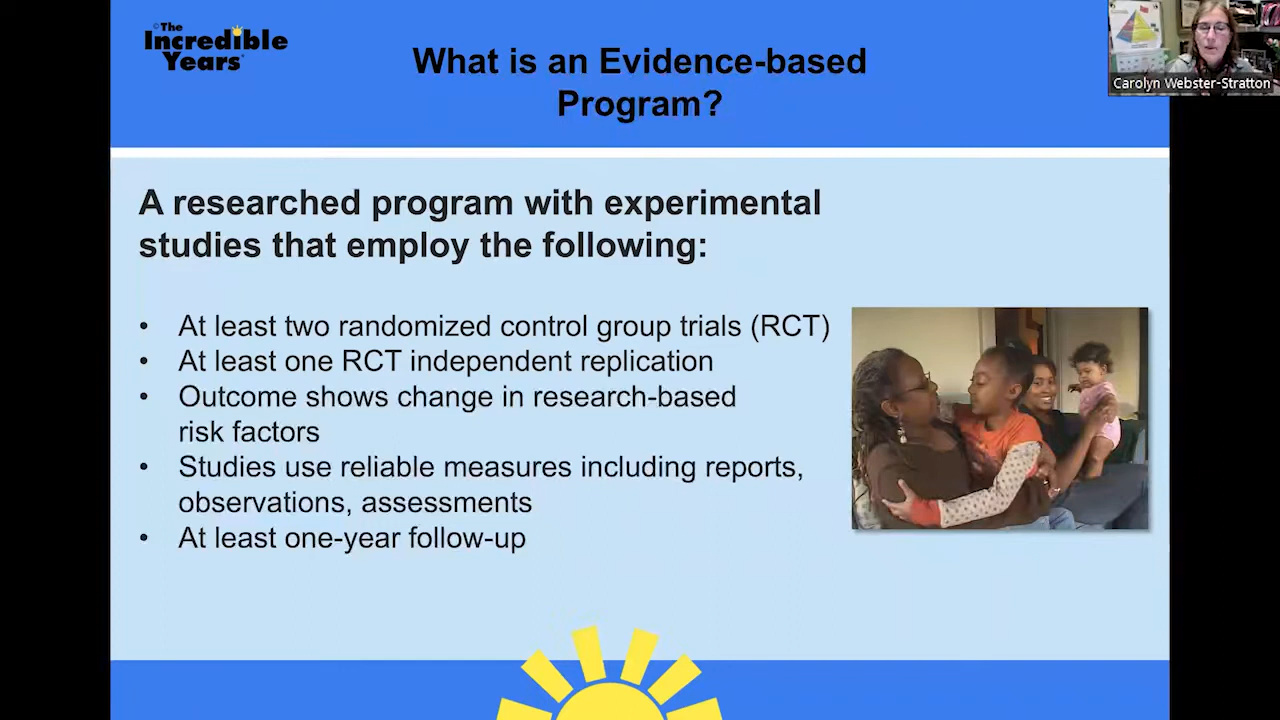 ©The
Incredible
Years®
What is an Evidence-based
Program?
Carolyn Webster-Stratton
A researched program with experimental
studies that employ the following:
• At least two randomized control group trials (RCT)
• At least one RCT independent replication
• Outcome shows change in research-based
risk factors
• Studies use reliable measures including reports,
observations, assessments
• At least one-year follow-up